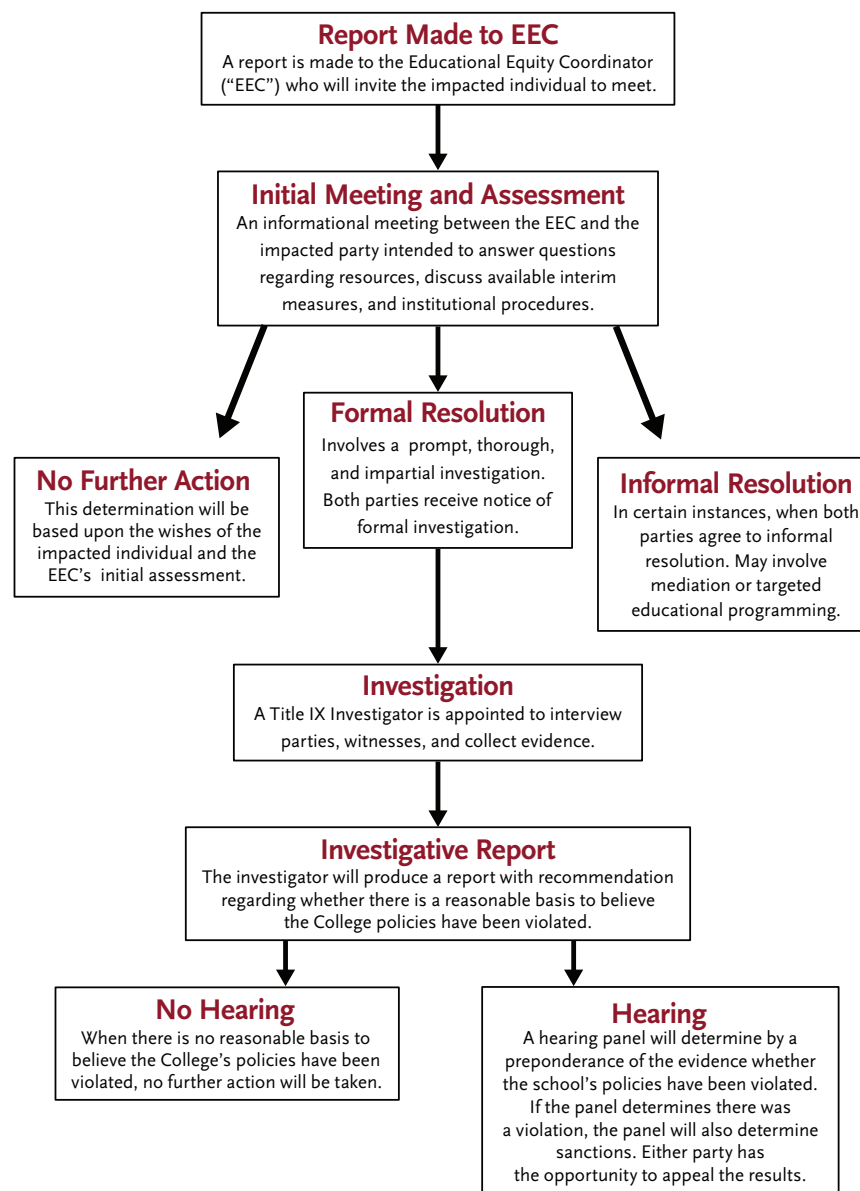 Report Made to EEC
A report is made to the Educational Equity Coordinator
("EEC") who will invite the impacted individual to meet.
Initial Meeting and Assessment
An informational meeting between the EEC and the
impacted party intended to answer questions
regarding resources, discuss available interim
measures, and institutional procedures.
No Further Action
This determination will be
based upon the wishes of the
impacted individual and the
EEC's initial assessment.
Formal Resolution
Involves a prompt, thorough,
and impartial investigation.
Both parties receive notice of
formal investigation.
Informal Resolution
In certain instances, when both
parties agree to informal
resolution. May involve
mediation or targeted
educational programming.
Investigation
A Title IX Investigator is appointed to interview
parties, witnesses, and collect evidence.
Investigative Report
The investigator will produce a report with recommendation
regarding whether there is a reasonable basis to believe
the College policies have been violated.
No Hearing
When there is no reasonable basis to
believe the College's policies have been
violated, no further action will be taken.
Hearing
A hearing panel will determine by a
preponderance of the evidence whether
the school's policies have been violated.
If the panel determines there was
a violation, the panel will also determine
sanctions. Either party has
the opportunity to appeal the results.